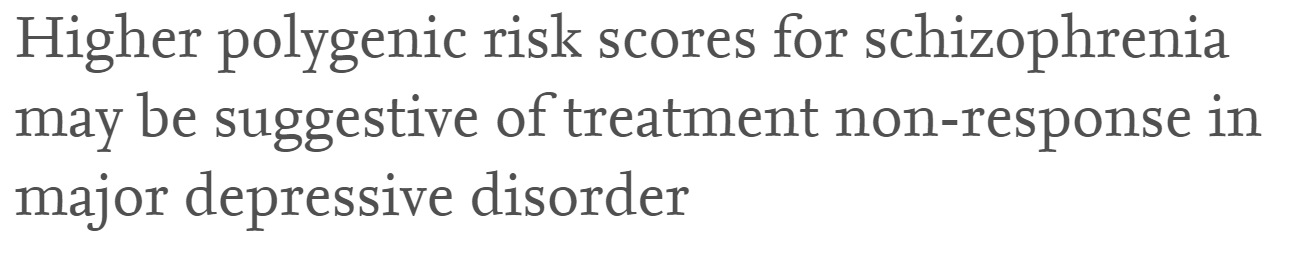 Higher polygenic risk scores for schizophrenia
may be suggestive of treatment non-response in
major depressive disorder